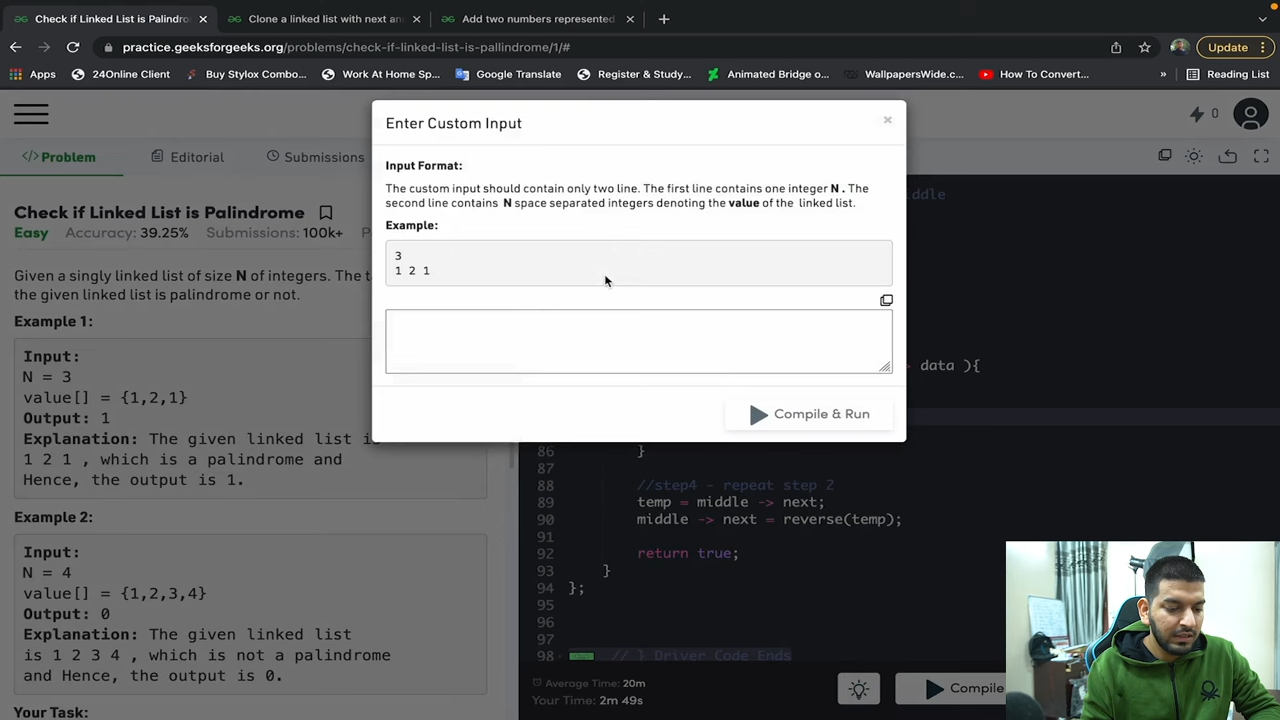 Check if Linked List is Palindro
Clone a linked list with next an
Add two numbers represented
practice.geeksforgeeks.org/problems/check-if-linked-list-is-pallindrome/1/#
Update
Apps
24Online Client
Buy Stylox Combo...
Work At Home Sp...
Google Translate
Register & Study...
Animated Bridge o...
WallpapersWide.c...
How To Convert...
»
Reading List
Enter Custom Input
×
0
</> Problem
Editorial
Submissions
Input Format:
The custom input should contain only two line. The first line contains one integer N . The
second line contains N space separated integers denoting the value of the linked list.
Example:
3
1 2 1
Compile & Run
Check if Linked List is Palindrome
Easy Accuracy: 39.25% Submissions: 100k+ P
Given a singly linked list of size N of integers. The ta
the given linked list is palindrome or not.
Example 1:
Input:
N = 3
value[] = {1,2,1}
Output: 1
Explanation: The given linked list is
1 2 1 , which is a palindrome and
Hence, the output is 1.
Example 2:
Input:
N = 4
value[] = {1,2,3,4}
Output: 0
Explanation: The given linked list
is 1 2 3 4 , which is not a palindrome
and Hence, the output is 0.
Your Task:
ddle
> data ){
86 }
87
88 //step4 - repeat step 2
89 temp = middle -> next;
90 middle -> next = reverse(temp);
91
92 return true;
93 }
94 };
95
96
97
98 // } Driver Code Ends
Average Time: 20m
Your Time: 2m 49s
Compile